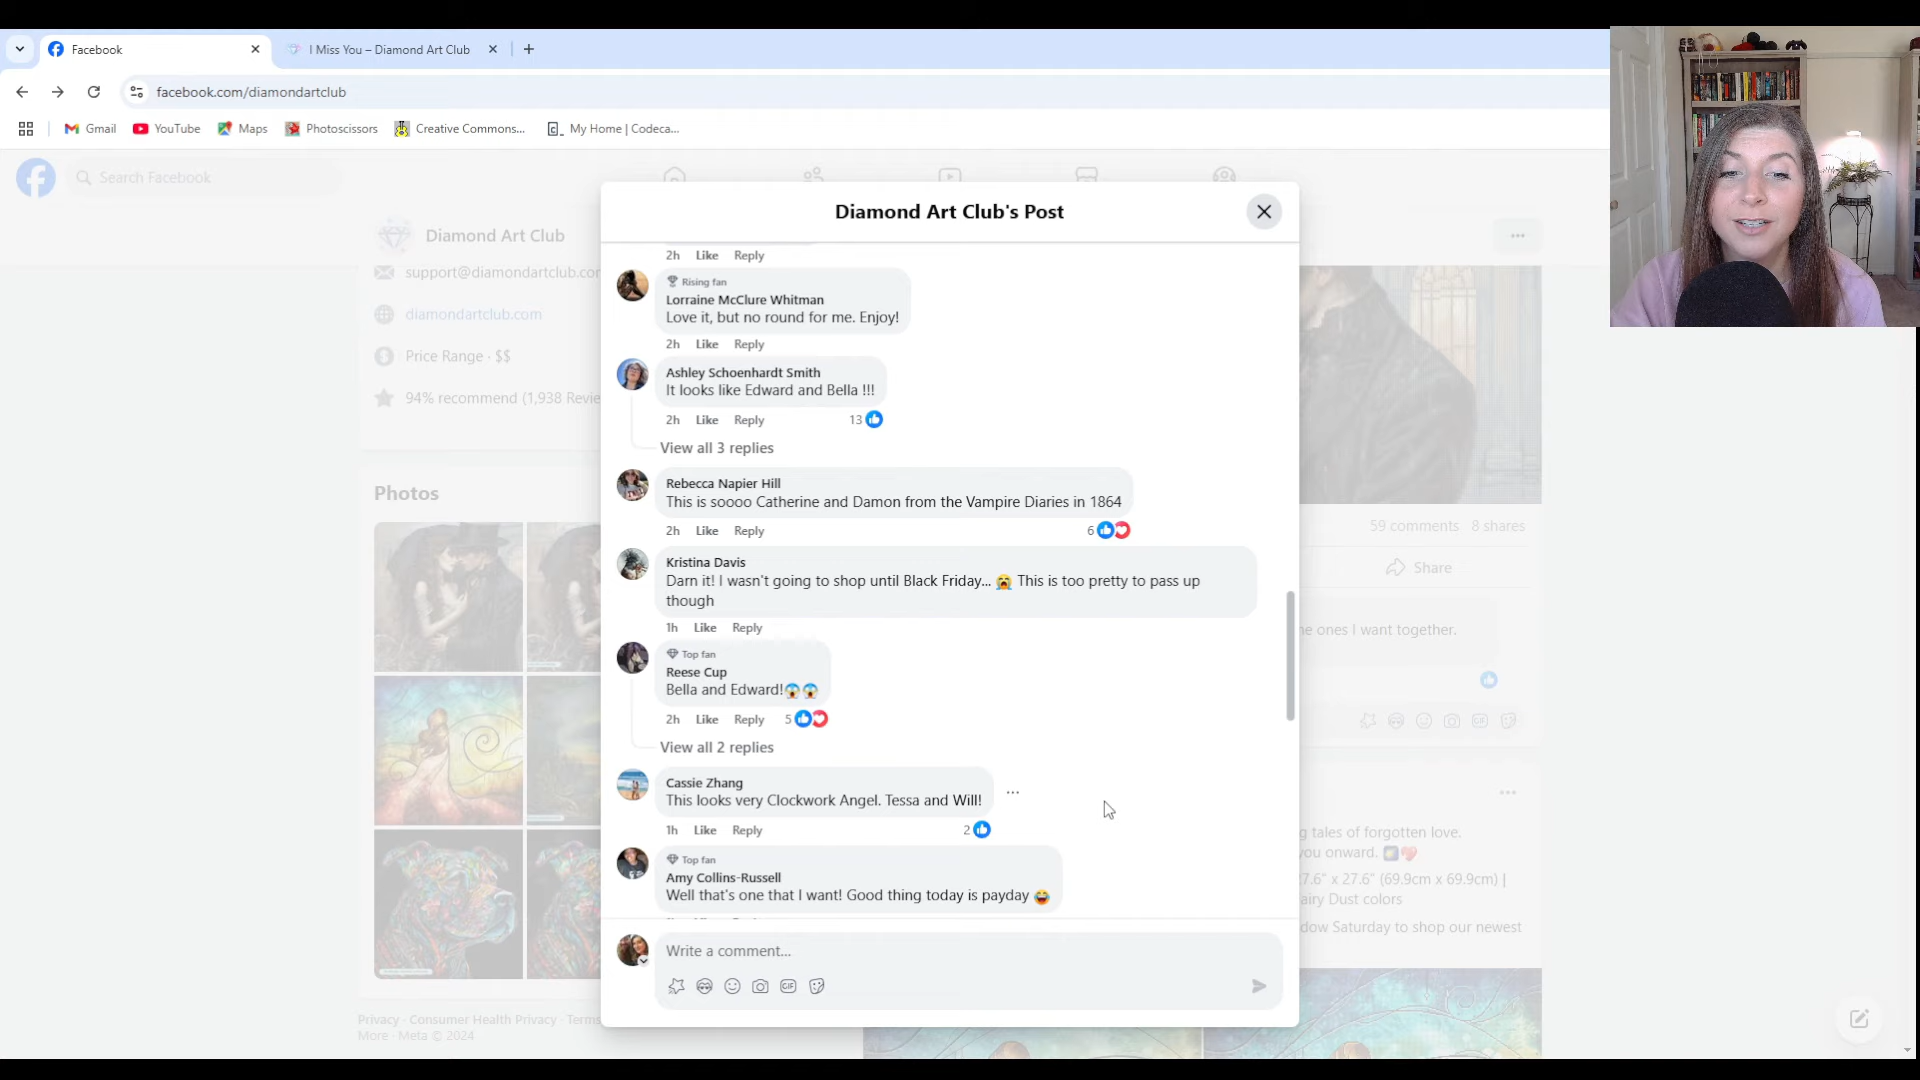 Facebook
I Miss You – Diamond Art Club
facebook.com/diamondartclub
Gmail
YouTube
Maps
Photoscissors
Creative Commons...
My Home | Codeca...
Search Facebook
Diamond Art Club
support@diamondartclub.com
diamondartclub.com
Price Range · $$
94% recommend (1,938 Revie
Photos
Privacy · Consumer Health Privacy · Terms
More · Meta © 2024
Diamond Art Club's Post
2h Like Reply
Rising fan
Lorraine McClure Whitman
Love it, but no round for me. Enjoy!
2h Like Reply
Ashley Schoenhardt Smith
It looks like Edward and Bella !!!
2h Like Reply 13
View all 3 replies
Rebecca Napier Hill
This is soooo Catherine and Damon from the Vampire Diaries in 1864
2h Like Reply 6
Kristina Davis
Darn it! I wasn't going to shop until Black Friday... 😭 This is too pretty to pass up
though
1h Like Reply
Top fan
Reese Cup
Bella and Edward!😱😱
2h Like Reply 5
View all 2 replies
Cassie Zhang
This looks very Clockwork Angel. Tessa and Will!
1h Like Reply 2
Top fan
Amy Collins-Russell
Well that's one that I want! Good thing today is payday 😂
Write a comment...
GIF
59 comments 8 shares
Share
ne ones I want together.
GIF
g tales of forgotten love.
you onward.
27.6" x 27.6" (69.9cm x 69.9cm) |
airy Dust colors
dow Saturday to shop our newest